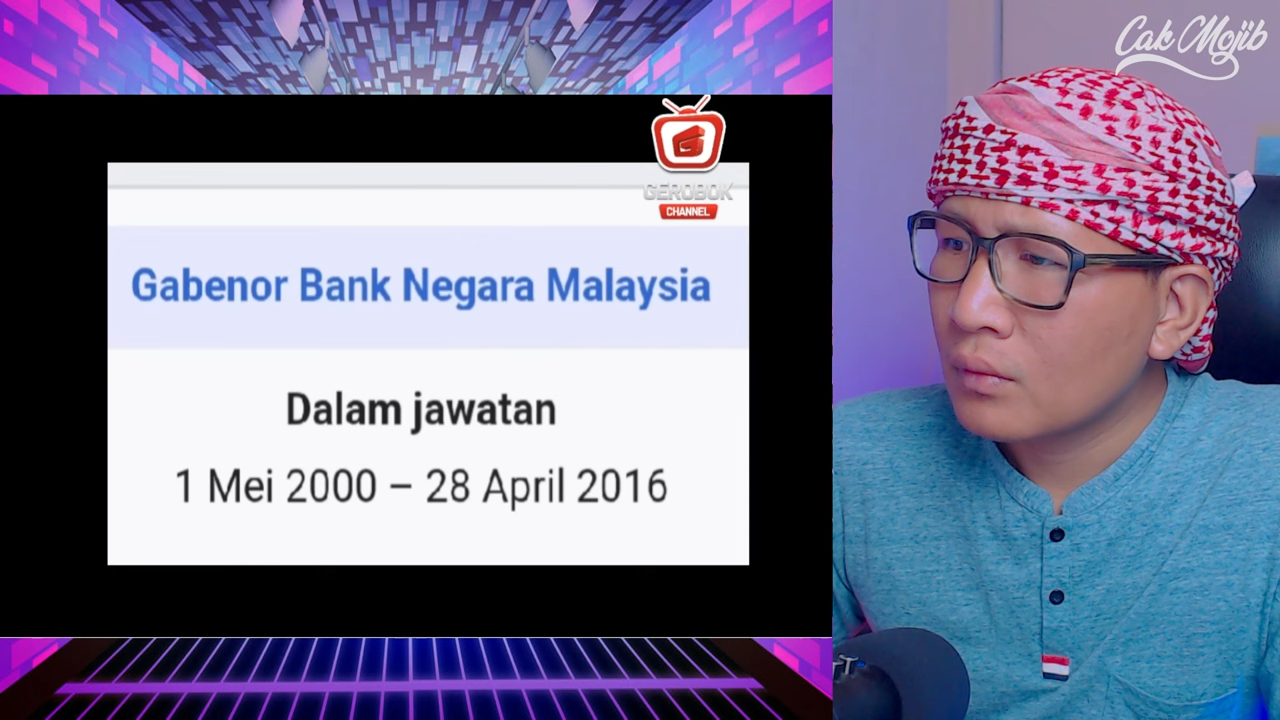 Cak Mojib
GEROBOK
CHANNEL
Gabenor Bank Negara Malaysia
Dalam jawatan
1 Mei 2000 – 28 April 2016